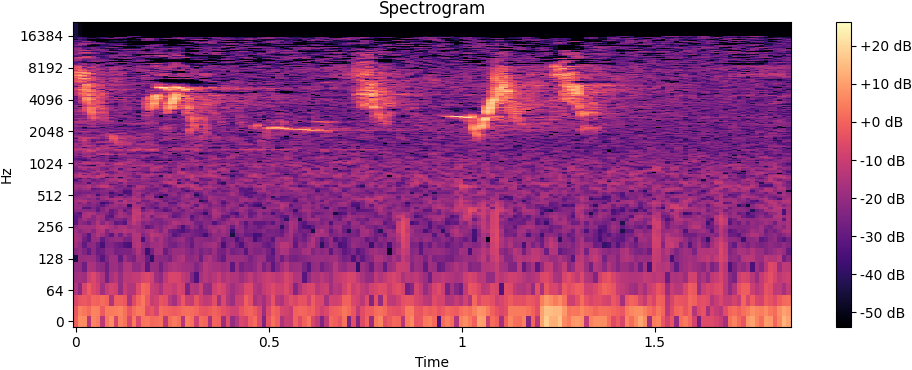 Spectrogram
16384
8192
4096
2048
1024
512
256
128
64
0
Hz
0
0.5
1
1.5
Time
+20 dB
+10 dB
+0 dB
-10 dB
-20 dB
-30 dB
-40 dB
-50 dB